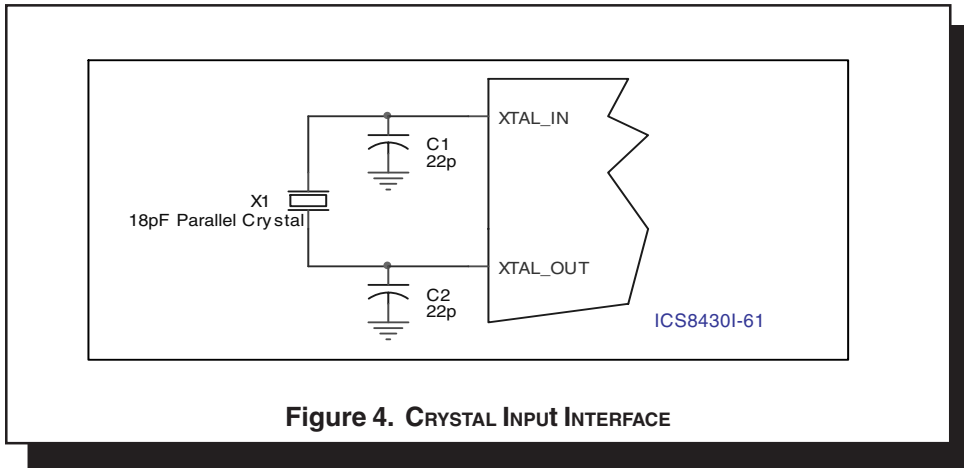 XTAL_IN
C1
22p
X1
18pF Parallel Crystal
XTAL_OUT
C2
22p
ICS8430I-61
Figure 4. CRYSTAL INPUT INTERFACE